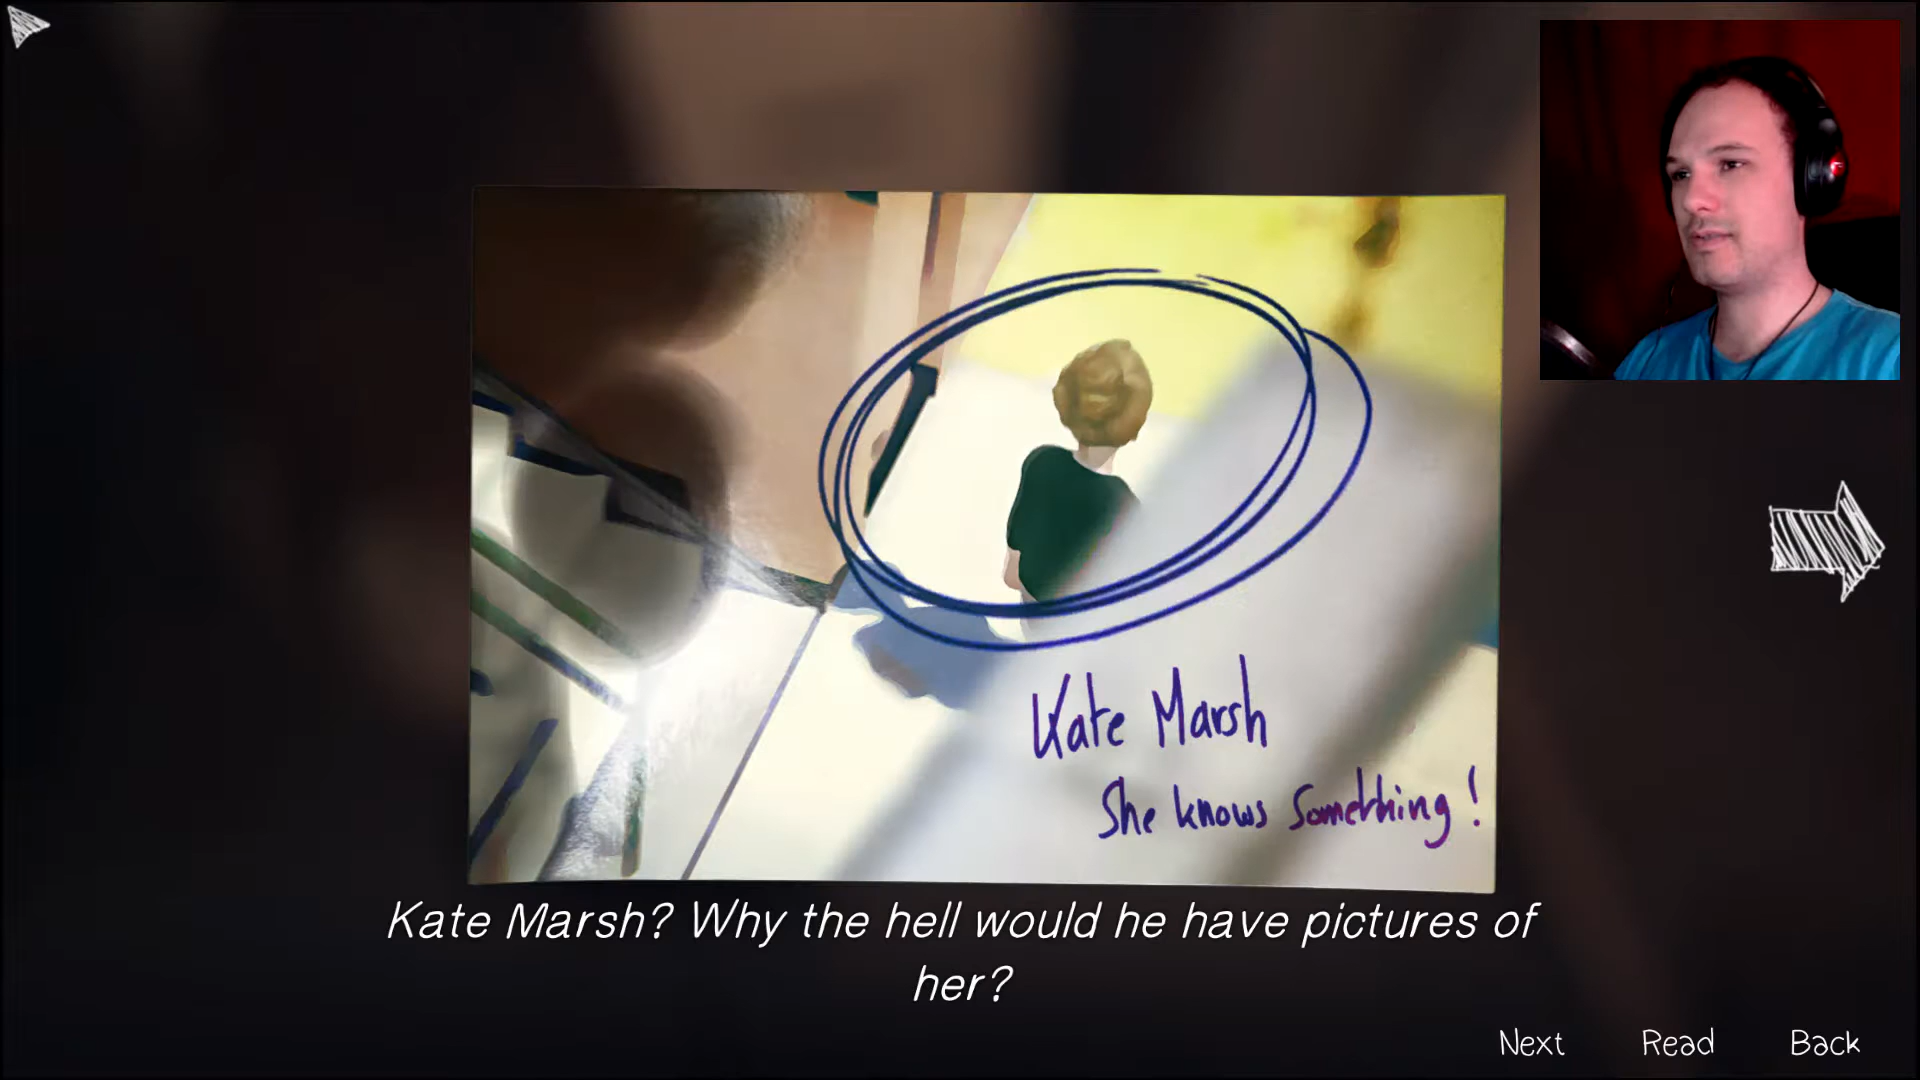 Kate Marsh
She knows something!
Kate Marsh? Why the hell would he have pictures of
her?
Next Read Back